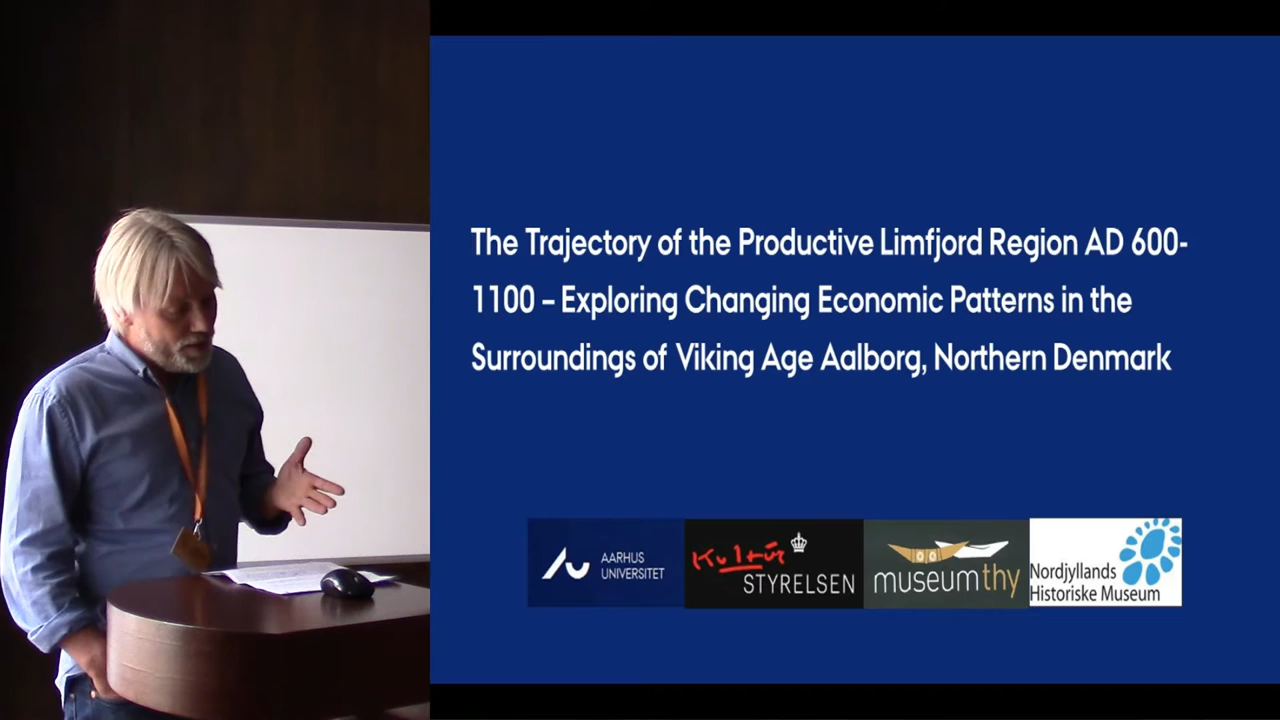 The Trajectory of the Productive Limfjord Region AD 600-
1100 – Exploring Changing Economic Patterns in the
Surroundings of Viking Age Aalborg, Northern Denmark
AARHUS
UNIVERSITET
Kultur
STYRELSEN
museumthy
Nordjyllands
Historiske Museum